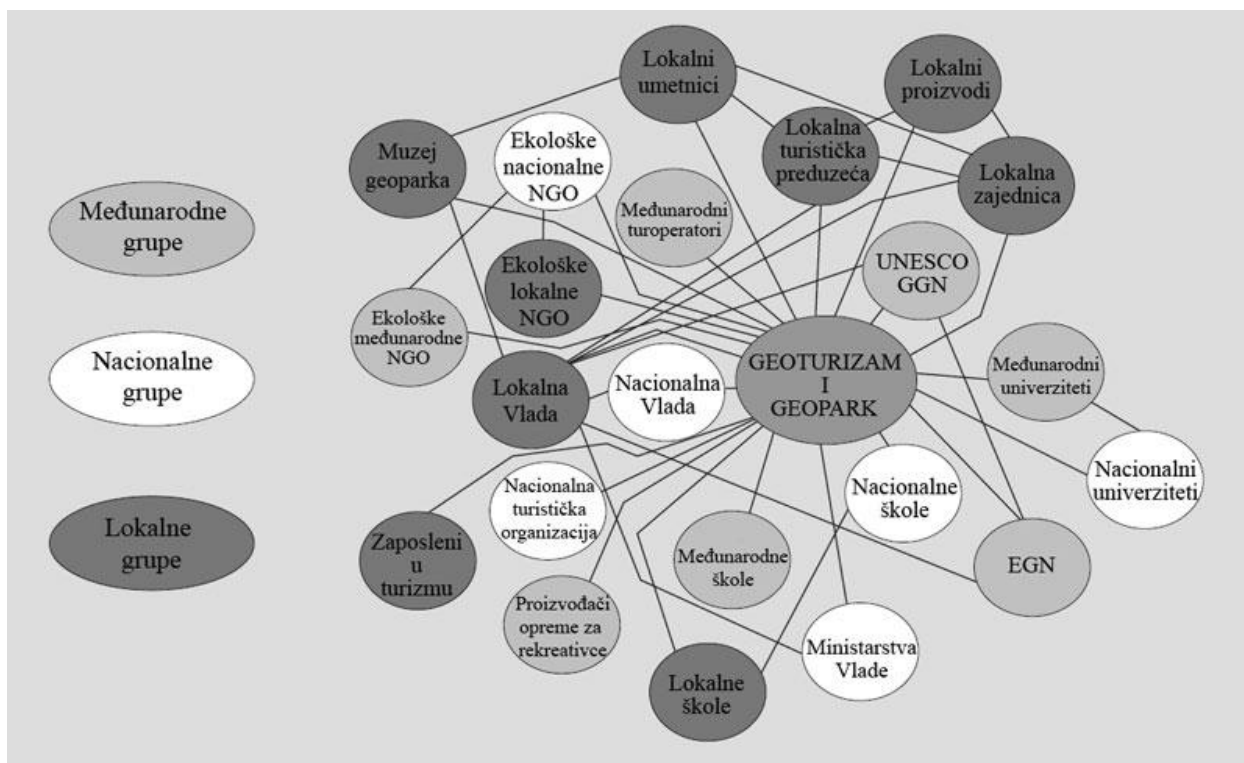 Međunarodne
grupe
Nacionalne
grupe
Lokalne
grupe
Lokalni
umetnici
Lokalni
proizvodi
Muzej
geoparka
Ekološke
nacionalne
NGO
Lokalna
turistička
preduzeća
Lokalna
zajednica
Međunarodni
turoperatori
Ekološke
lokalne
NGO
UNESCO
GGN
Ekološke
međunarodne
NGO
Lokalna
Vlada
Nacionalna
Vlada
GEOTURIZAM
I
GEOPARK
Međunarodni
univerziteti
Nacionalni
univerziteti
Nacionalna
turistička
organizacija
Nacionalne
škole
Zaposleni
u
turizmu
Međunarodne
škole
EGN
Proizvođači
opreme za
rekreativce
Ministarstva
Vlade
Lokalne
škole